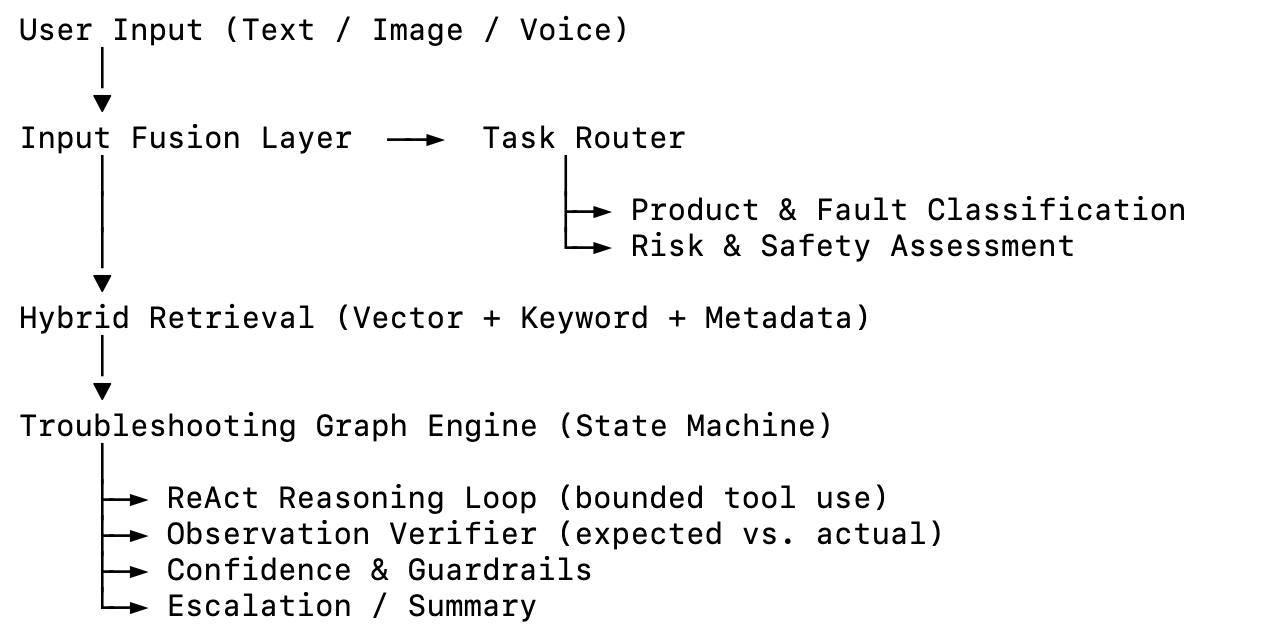 User Input (Text / Image / Voice)
Input Fusion Layer Task Router
Product & Fault Classification
Risk & Safety Assessment
Hybrid Retrieval (Vector + Keyword + Metadata)
Troubleshooting Graph Engine (State Machine)
ReAct Reasoning Loop (bounded tool use)
Observation Verifier (expected vs. actual)
Confidence & Guardrails
Escalation / Summary